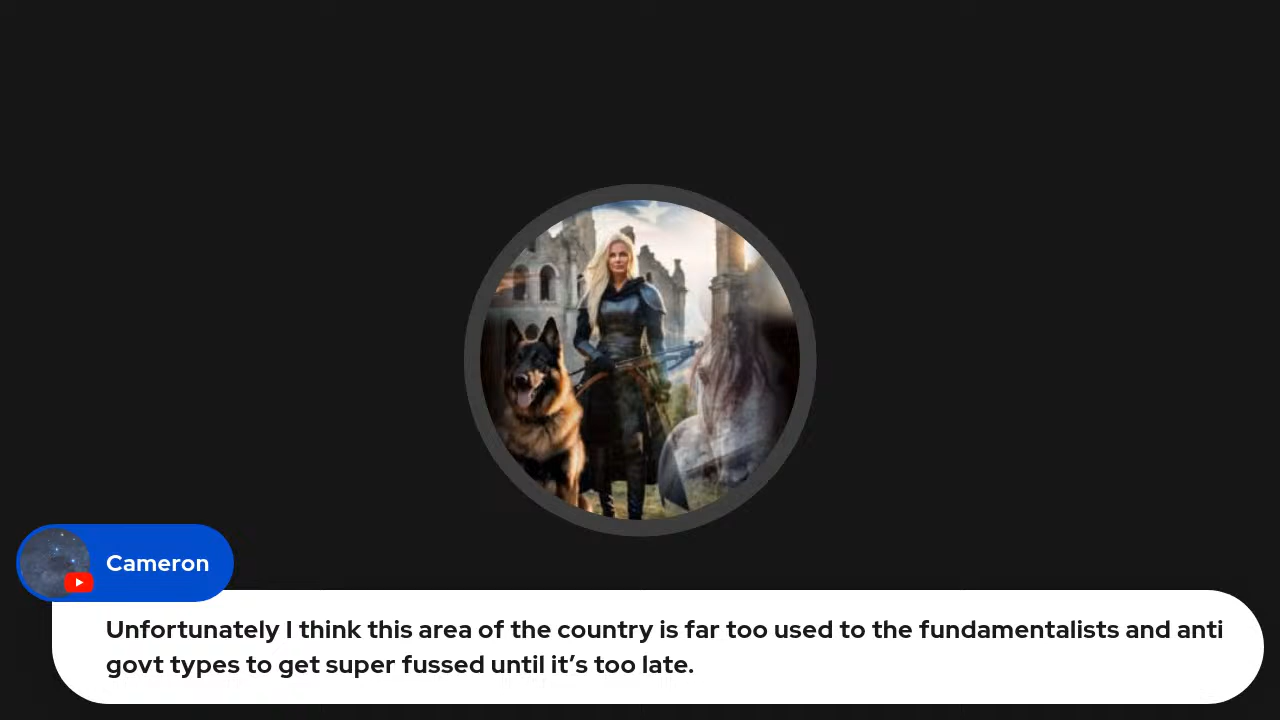 Cameron
Unfortunately I think this area of the country is far too used to the fundamentalists and anti
govt types to get super fussed until it’s too late.